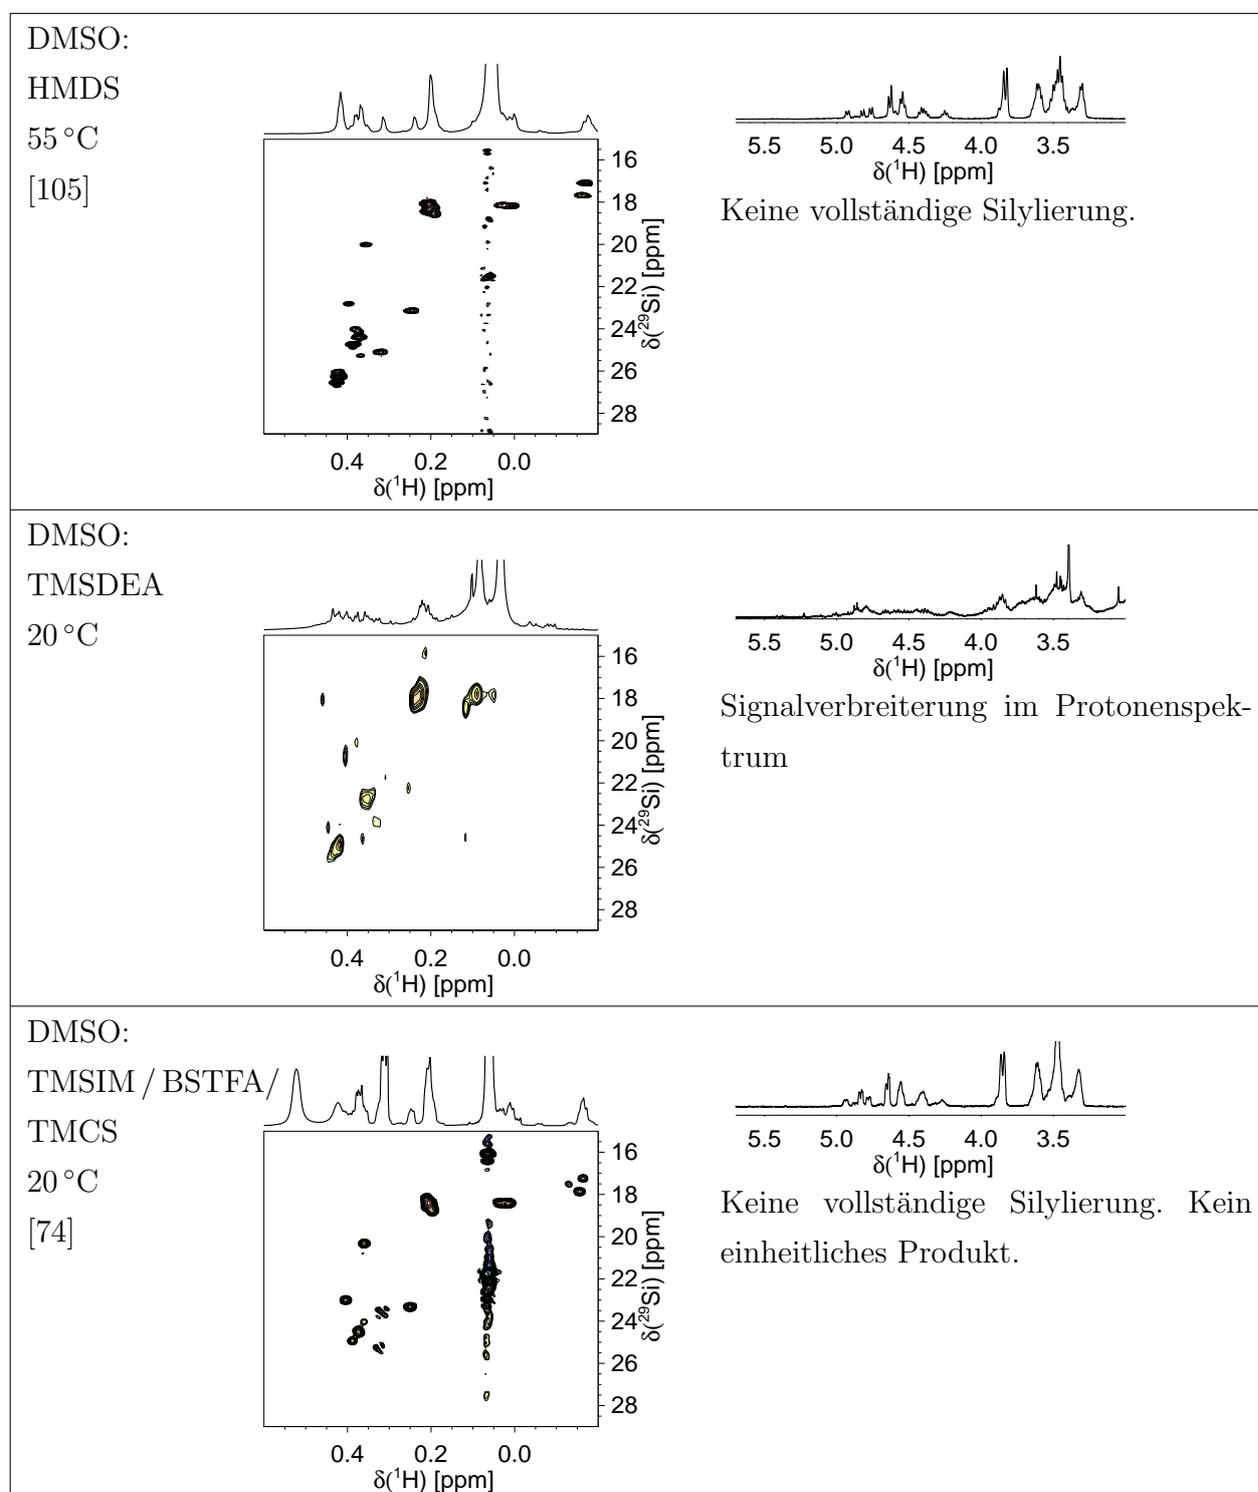 DMSO:
HMDS
55 °C
[105]
16
18
20
22
24
26
28
δ(²⁹Si) [ppm]
0.4 0.2 0.0
δ(¹H) [ppm]
5.5 5.0 4.5 4.0 3.5
δ(¹H) [ppm]
Keine vollständige Silylierung.
DMSO:
TMSDEA
20 °C
16
18
20
22
24
26
28
δ(²⁹Si) [ppm]
0.4 0.2 0.0
δ(¹H) [ppm]
5.5 5.0 4.5 4.0 3.5
δ(¹H) [ppm]
Signalverbreiterung im Protonenspek-
trum
DMSO:
TMSIM / BSTFA/
TMCS
20 °C
[74]
16
18
20
22
24
26
28
δ(²⁹Si) [ppm]
0.4 0.2 0.0
δ(¹H) [ppm]
5.5 5.0 4.5 4.0 3.5
δ(¹H) [ppm]
Keine vollständige Silylierung. Kein
einheitliches Produkt.